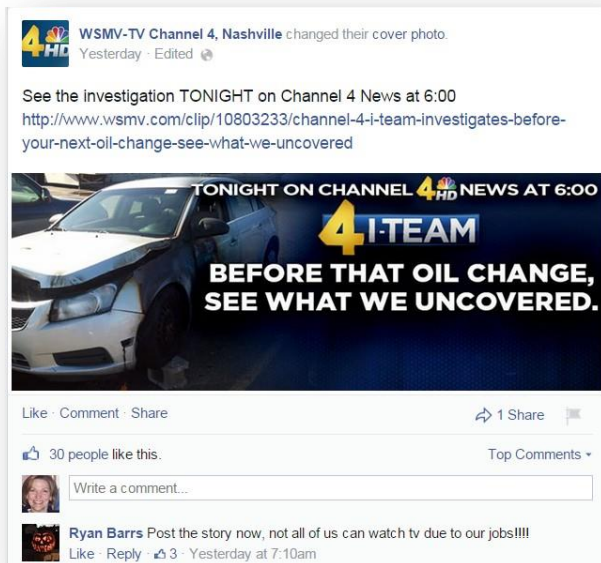 4HD
WSMV-TV Channel 4, Nashville changed their cover photo.
Yesterday · Edited
See the investigation TONIGHT on Channel 4 News at 6:00
http://www.wsmv.com/clip/10803233/channel-4-i-team-investigates-before-
your-next-oil-change-see-what-we-uncovered
TONIGHT ON CHANNEL 4HD NEWS AT 6:00
4 I-TEAM
BEFORE THAT OIL CHANGE,
SEE WHAT WE UNCOVERED.
Like · Comment · Share
1 Share
30 people like this.
Top Comments
Write a comment...
Ryan Barrs Post the story now, not all of us can watch tv due to our jobs!!!!
Like · Reply · 3 · Yesterday at 7:10am